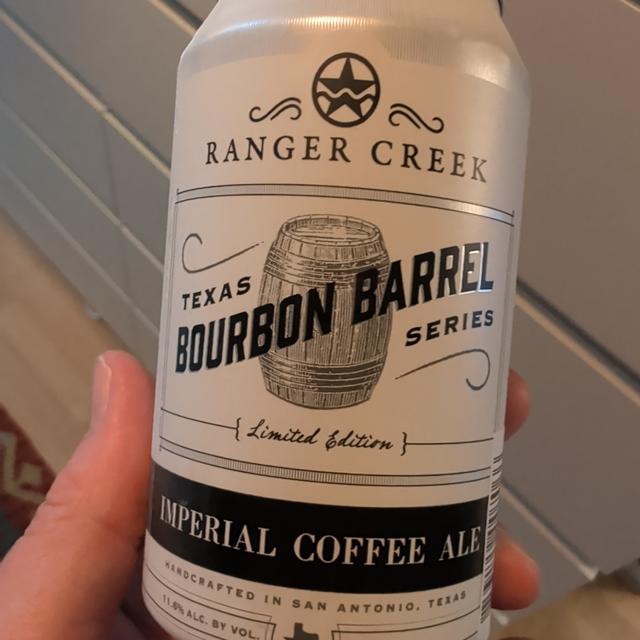 RANGER CREEK
TEXAS
BOURBON BARREL
SERIES
{Limited Edition}
IMPERIAL COFFEE ALE
HANDCRAFTED IN SAN ANTONIO, TEXAS
11.6% ALC. BY VOL.